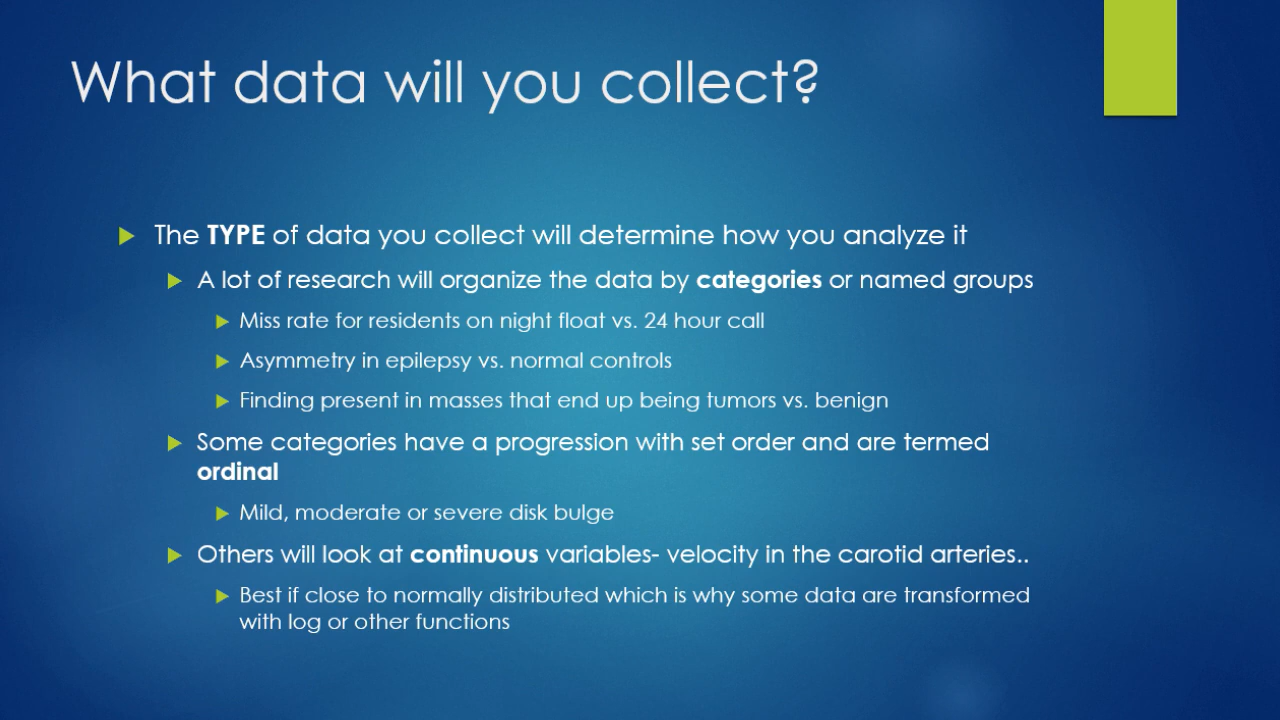 What data will you collect?
The TYPE of data you collect will determine how you analyze it
A lot of research will organize the data by categories or named groups
Miss rate for residents on night float vs. 24 hour call
Asymmetry in epilepsy vs. normal controls
Finding present in masses that end up being tumors vs. benign
Some categories have a progression with set order and are termed
ordinal
Mild, moderate or severe disk bulge
Others will look at continuous variables- velocity in the carotid arteries..
Best if close to normally distributed which is why some data are transformed
with log or other functions